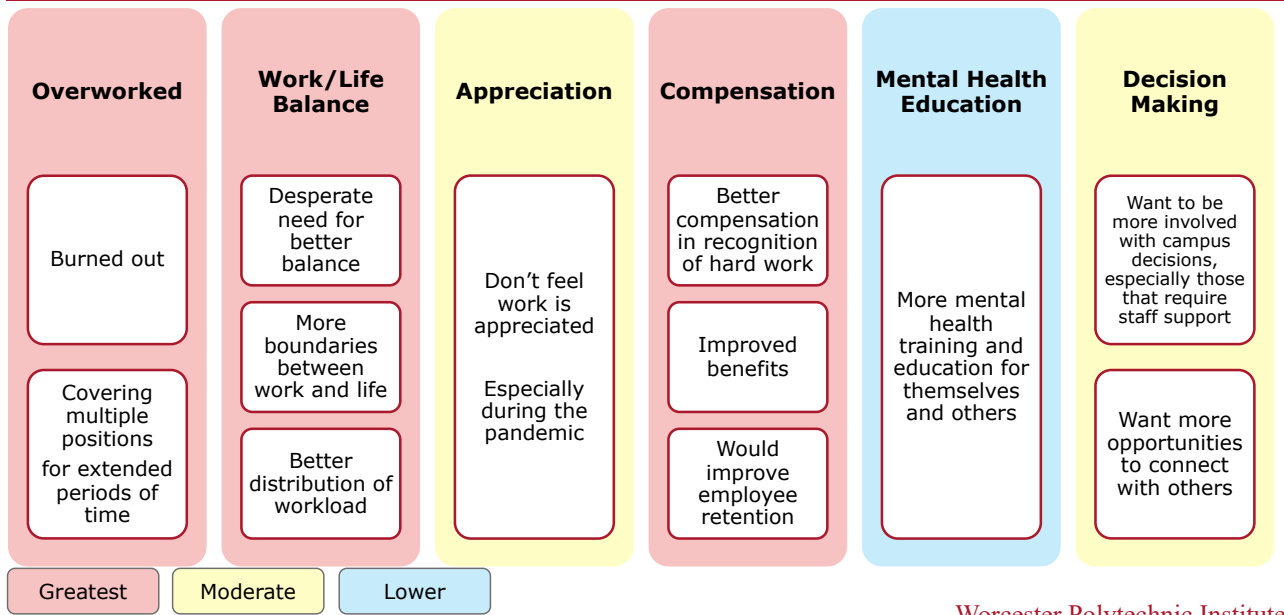 Overworked
Burned out
Covering
multiple
positions
for extended
periods of
time
Work/Life
Balance
Desperate
need for
better
balance
More
boundaries
between
work and life
Better
distribution of
workload
Appreciation
Don’t feel
work is
appreciated
Especially
during the
pandemic
Compensation
Better
compensation
in recognition
of hard work
Improved
benefits
Would
improve
employee
retention
Mental Health
Education
More mental
health
training and
education for
themselves
and others
Decision
Making
Want to be
more involved
with campus
decisions,
especially those
that require
staff support
Want more
opportunities
to connect
with others
Greatest
Moderate
Lower
Worcester Polytechnic Institute